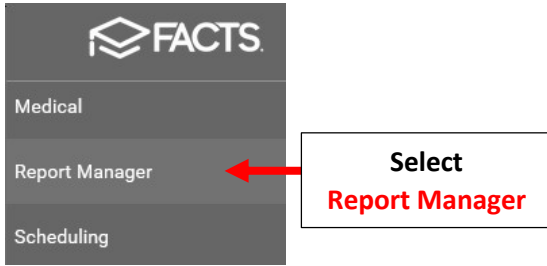 FACTS.
Medical
Report Manager
Scheduling
Select
Report Manager